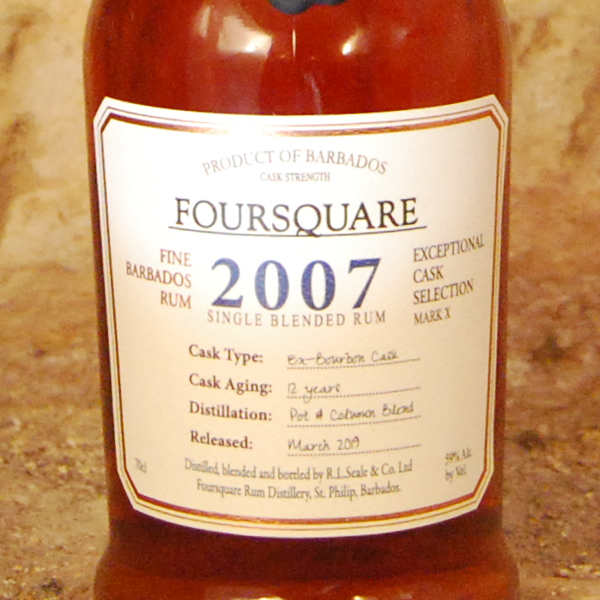 PRODUCT OF BARBADOS
CASK STRENGTH
FOURSQUARE
FINE
BARBADOS
RUM
2007
EXCEPTIONAL
CASK
SELECTION
MARK X
SINGLE BLENDED RUM
Cask Type: Ex-Bourbon Cask
Cask Aging: 12 years
Distillation: Pot & Column Blend
Released: March 2019
70cl
Distilled, blended and bottled by R.L.Seale & Co. Ltd
Foursquare Rum Distillery, St. Philip, Barbados.
59% Alc
by Vol.